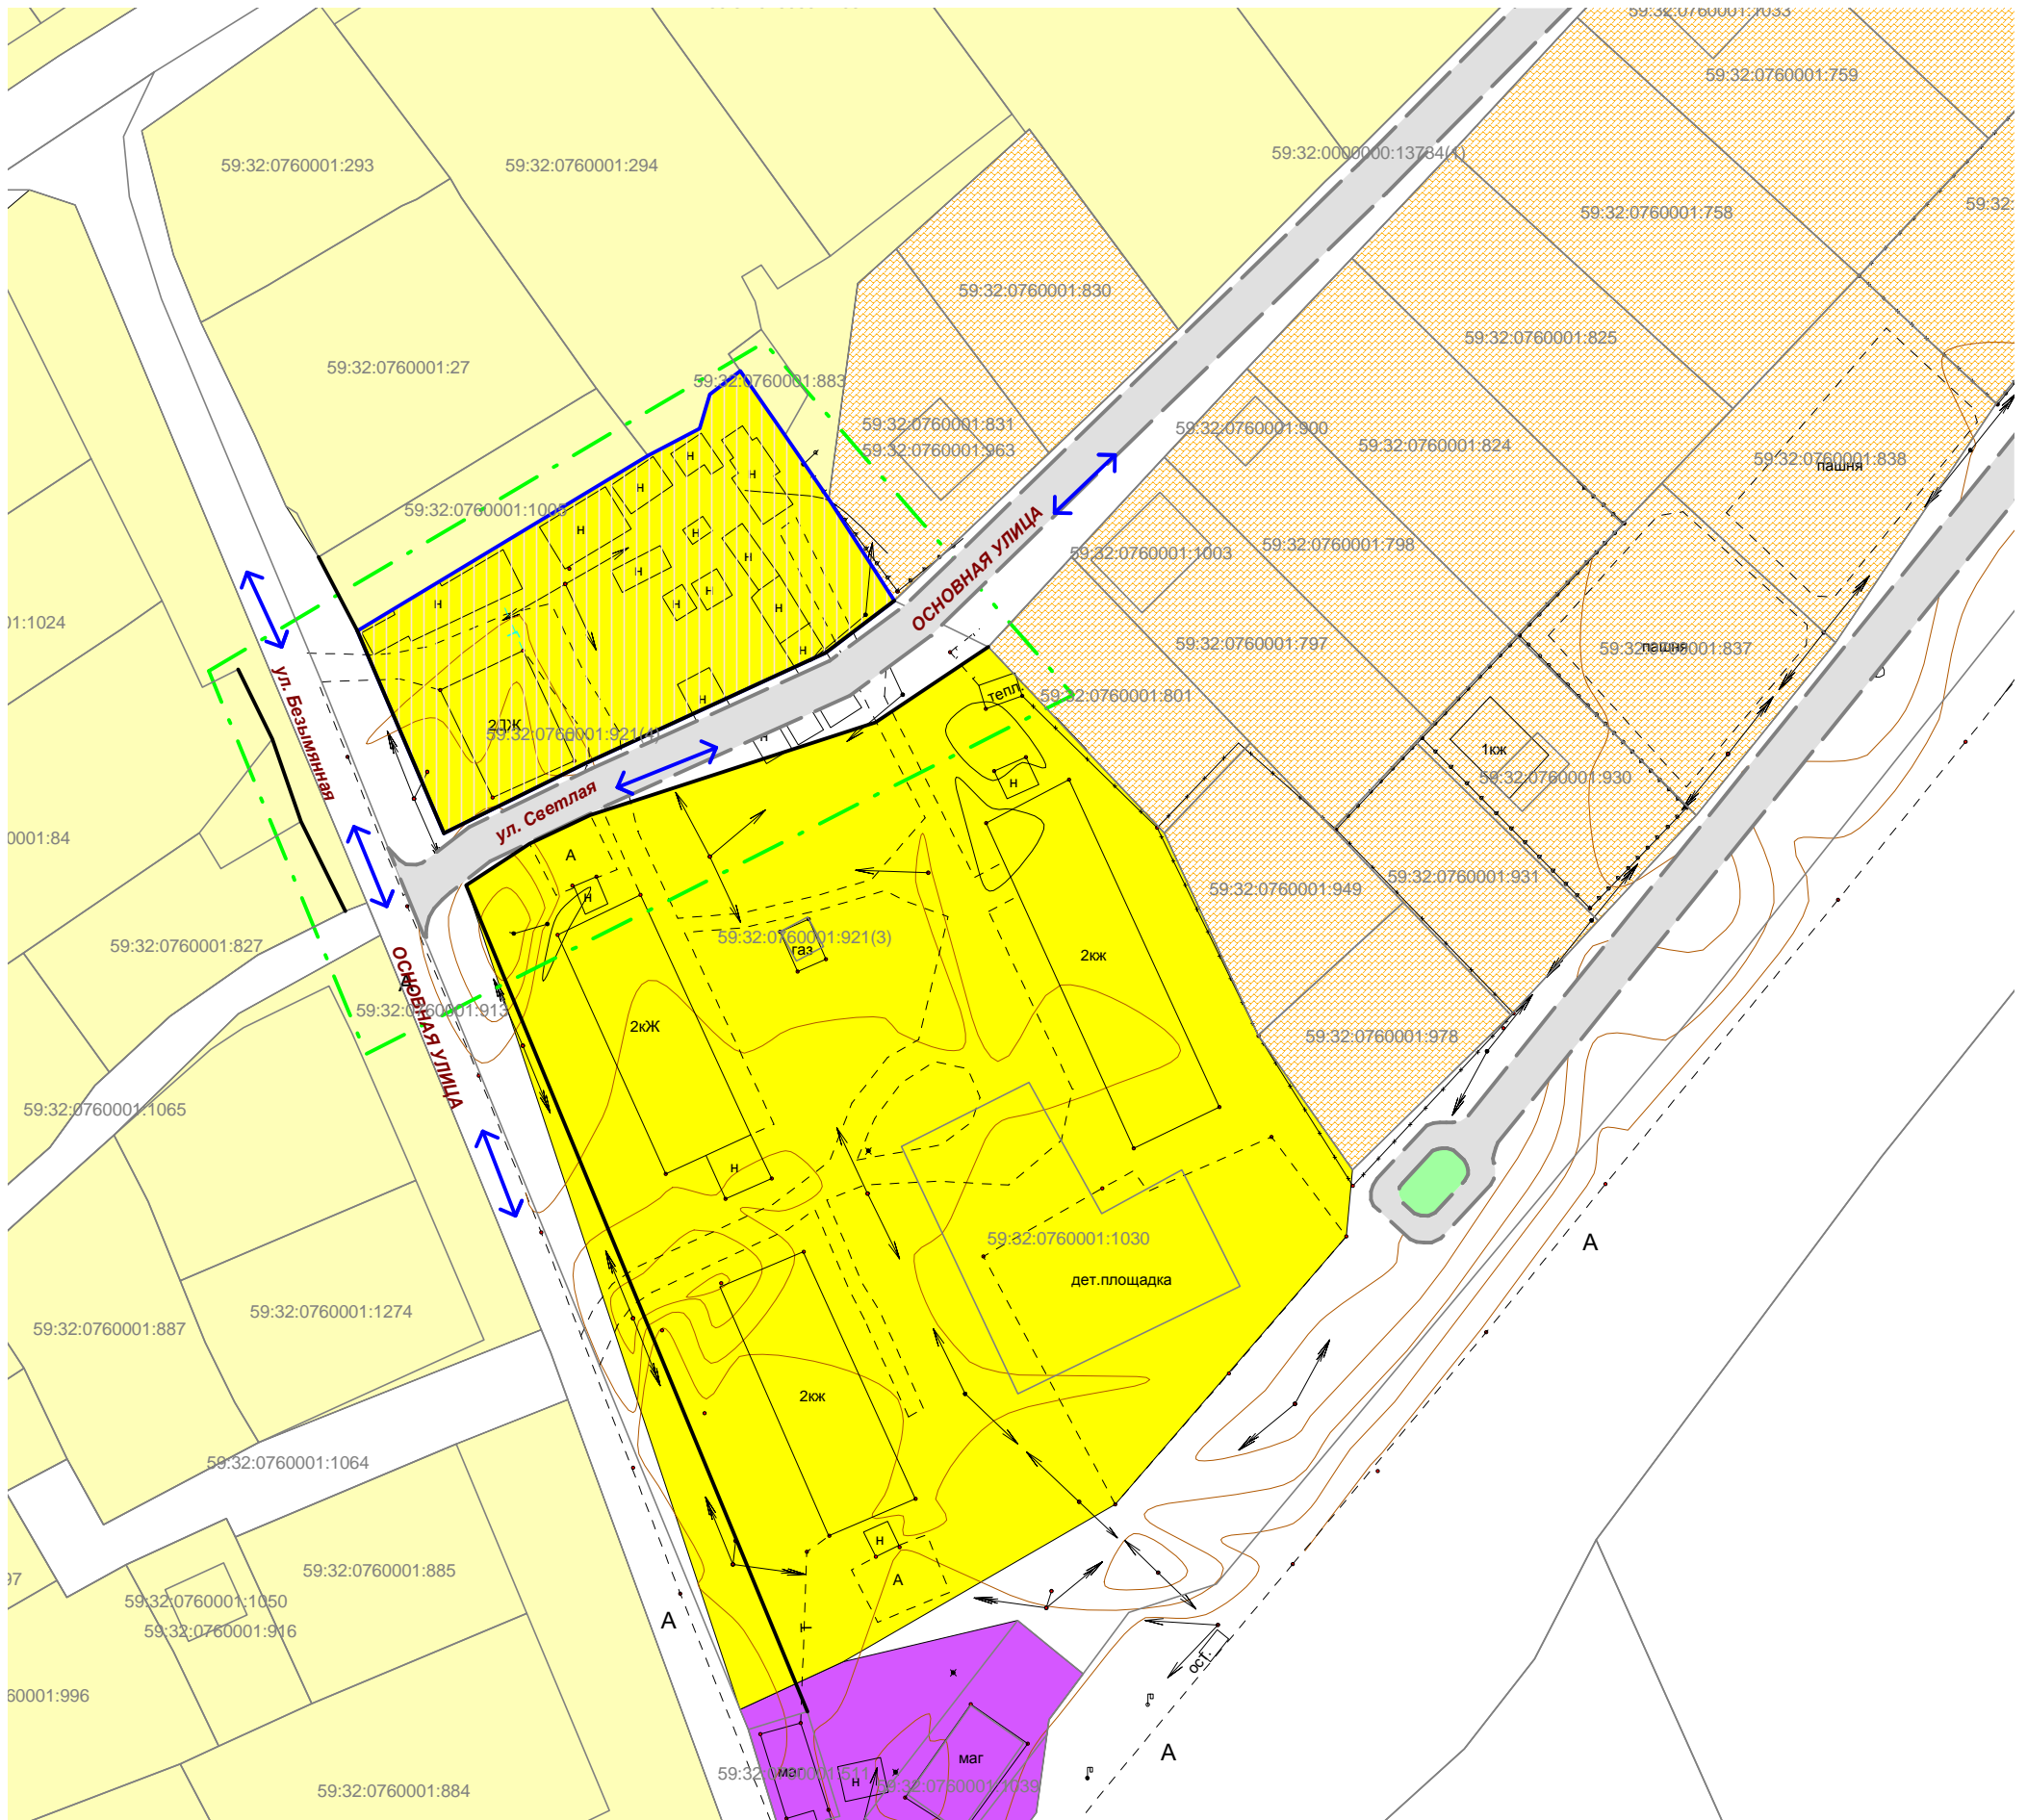 59:32:0760001:1033
59:32:0760001:759
59:32:0000000:13784(1)
59:32:0760001:293
59:32:0760001:294
59:32:0760001:758
59:32:
59:32:0760001:830
59:32:0760001:825
59:32:0760001:27
59:32:0760001:883
59:32:0760001:831
59:32:0760001:963
59:32:0760001:900
59:32:0760001:824
59:32:0760001:838
пашня
н
н
н
59:32:0760001:1003
59:32:0760001:798
н
н
н
н
н
н
н
н
н
н
ОСНОВНАЯ УЛИЦА
01:1024
59:32:0760001:797
59:32:0760001:837
пашня
ул. Безымянная
тепл.
59:32:0760001:801
59:32:0760001:921(4)
н
1кж
59:32:0760001:930
ул. Светлая
н
0001:84
А
н
59:32:0760001:949
59:32:0760001:931
59:32:0760001:827
59:32:0760001:921(3)
газ
2кж
ОСНОВНАЯ УЛИЦА
59:32:0760001:913
2кЖ
59:32:0760001:978
59:32:0760001:1065
н
59:32:0760001:1030
А
дет.площадка
59:32:0760001:1274
59:32:0760001:887
2кж
59:32:0760001:1064
н
59:32:0760001:885
А
97
59:32:0760001:1050
59:32:0760001:916
А
ост.
60001:996
А
маг
маг
н
59:32:0760001:1039
59:32:0760001:884